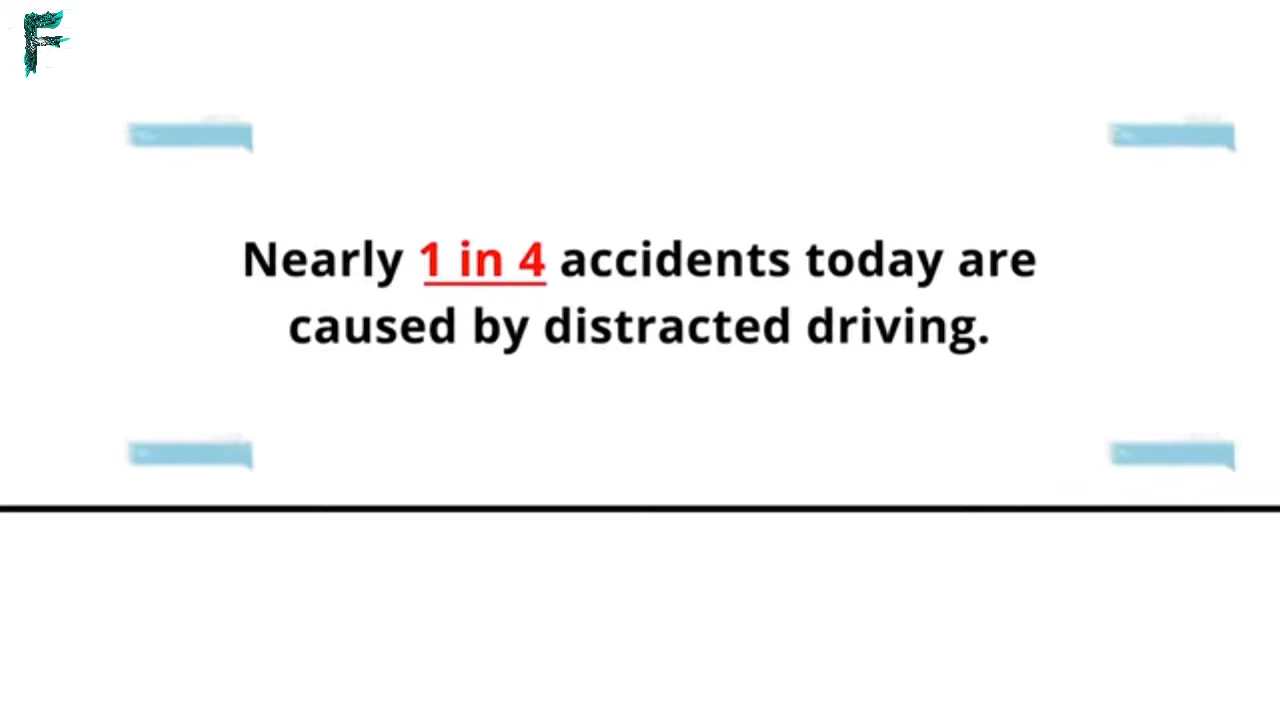 F
Nearly 1 in 4 accidents today are
caused by distracted driving.